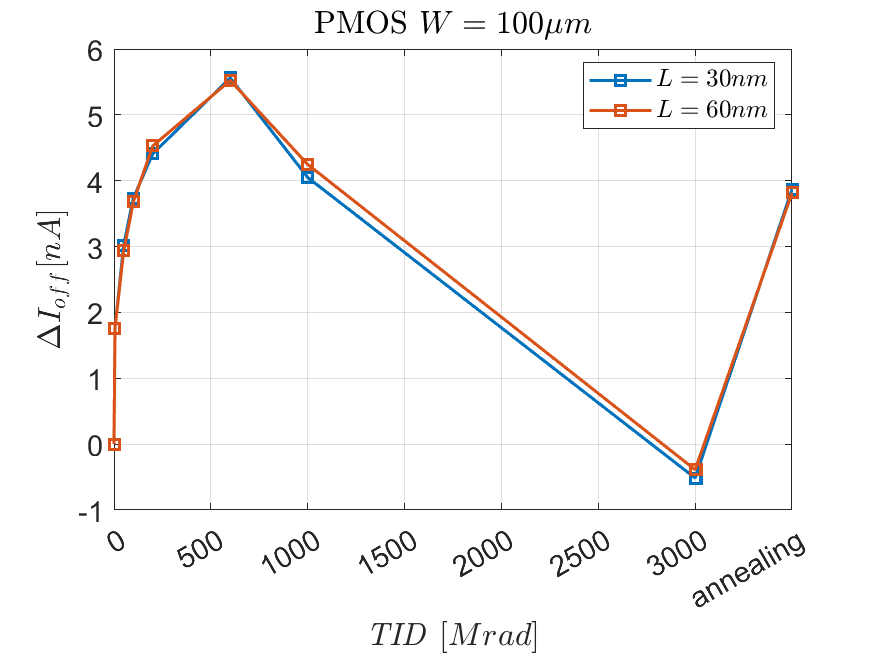 PMOS W = 100μm
L = 30nm
L = 60nm
6
5
4
3
2
1
0
-1
ΔI_off[nA]
0
500
1000
1500
2000
2500
3000
annealing
TID [Mrad]